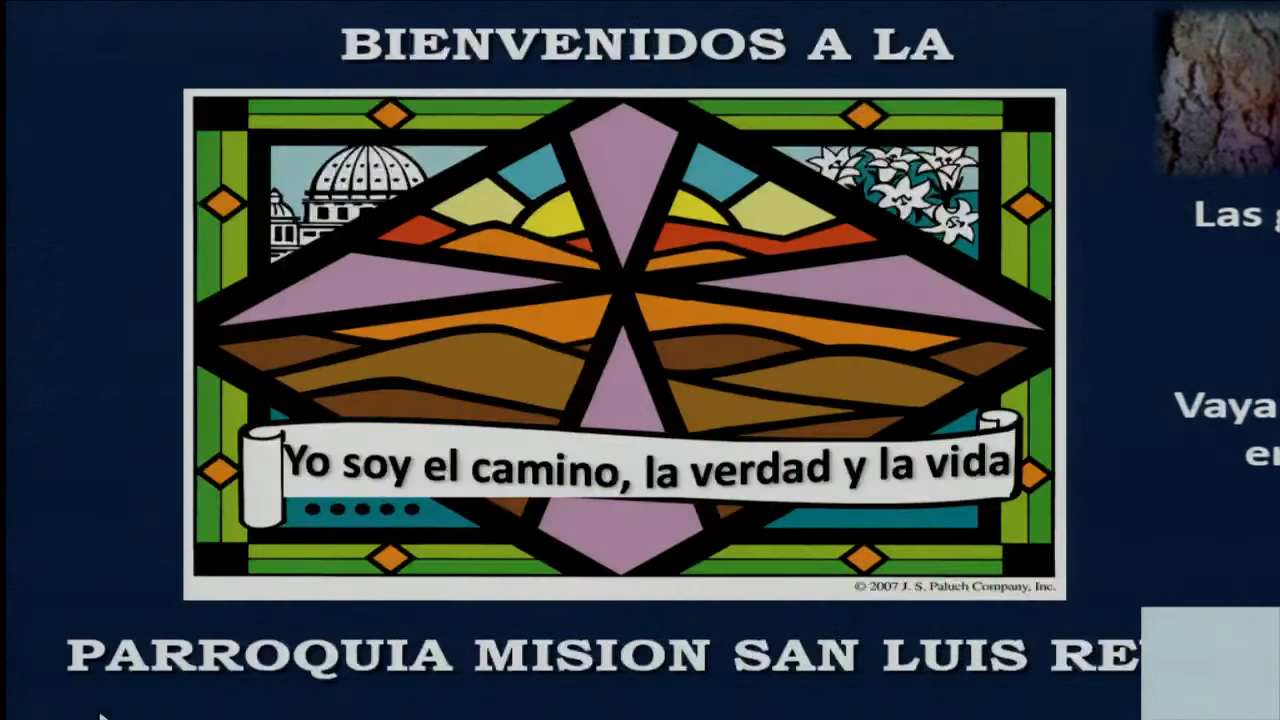 BIENVENIDOS A LA
Yo soy el camino, la verdad y la vida
© 2007 J. S. Paluch Company, Inc.
PARROQUIA MISION SAN LUIS
Las
Vaya